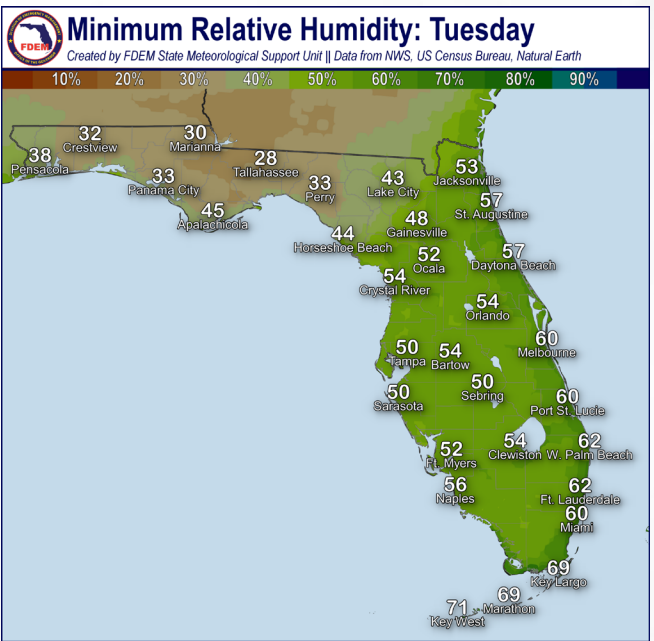 Minimum Relative Humidity: Tuesday
Created by FDEM State Meteorological Support Unit || Data from NWS, US Census Bureau, Natural Earth
FDEM
10% 20% 30% 40% 50% 60% 70% 80% 90%
32
Crestview
30
Marianna
38
Pensacola
28
Tallahassee
33
Panama City
33
Perry
43
Lake City
53
Jacksonville
45
Apalachicola
57
St. Augustine
48
Gainesville
44
Horseshoe Beach
52
Ocala
57
Daytona Beach
54
Crystal River
54
Orlando
60
Melbourne
50
Tampa
54
Bartow
50
Sarasota
50
Sebring
60
Port St. Lucie
52
Ft. Myers
54
Clewiston
62
W. Palm Beach
56
Naples
62
Ft. Lauderdale
60
Miami
69
Key Largo
69
Marathon
71
Key West